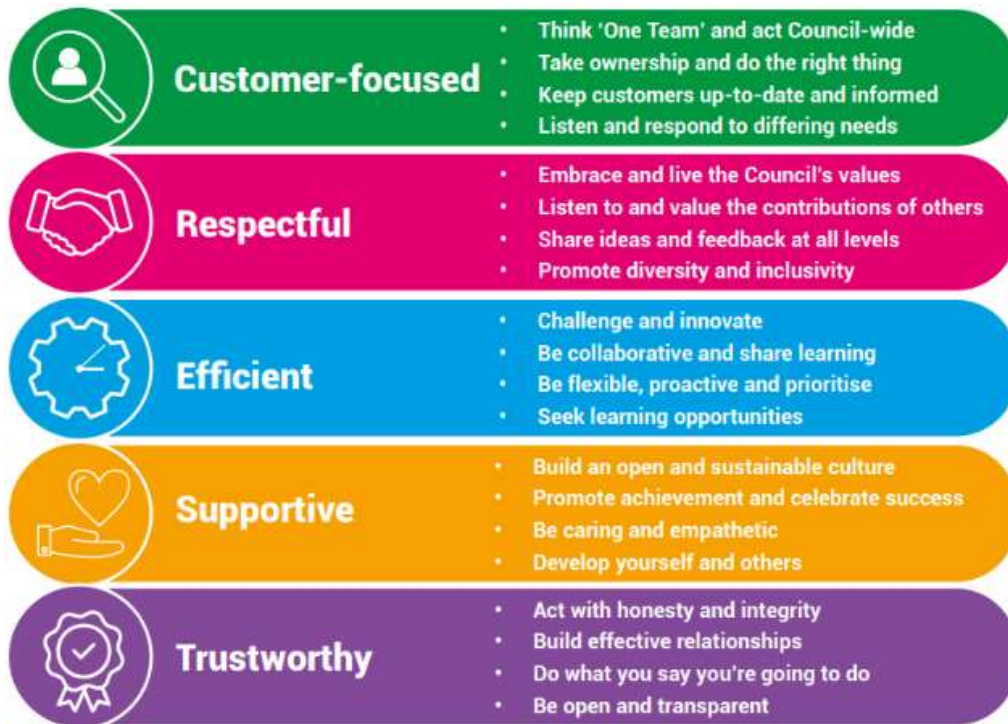 Customer-focused
• Think ‘One Team’ and act Council-wide
• Take ownership and do the right thing
• Keep customers up-to-date and informed
• Listen and respond to differing needs
Respectful
• Embrace and live the Council’s values
• Listen to and value the contributions of others
• Share ideas and feedback at all levels
• Promote diversity and inclusivity
Efficient
• Challenge and innovate
• Be collaborative and share learning
• Be flexible, proactive and prioritise
• Seek learning opportunities
Supportive
• Build an open and sustainable culture
• Promote achievement and celebrate success
• Be caring and empathetic
• Develop yourself and others
Trustworthy
• Act with honesty and integrity
• Build effective relationships
• Do what you say you’re going to do
• Be open and transparent